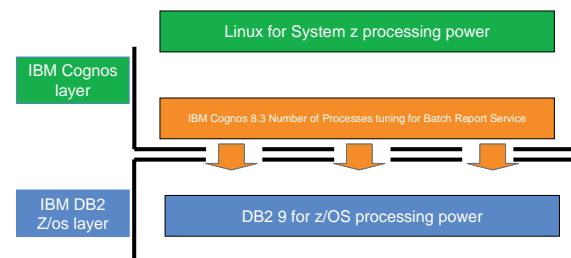 Linux for System z processing power
IBM Cognos
layer
IBM Cognos 8.3 Number of Processes tuning for Batch Report Service
IBM DB2
Z/os layer
DB2 9 for z/OS processing power